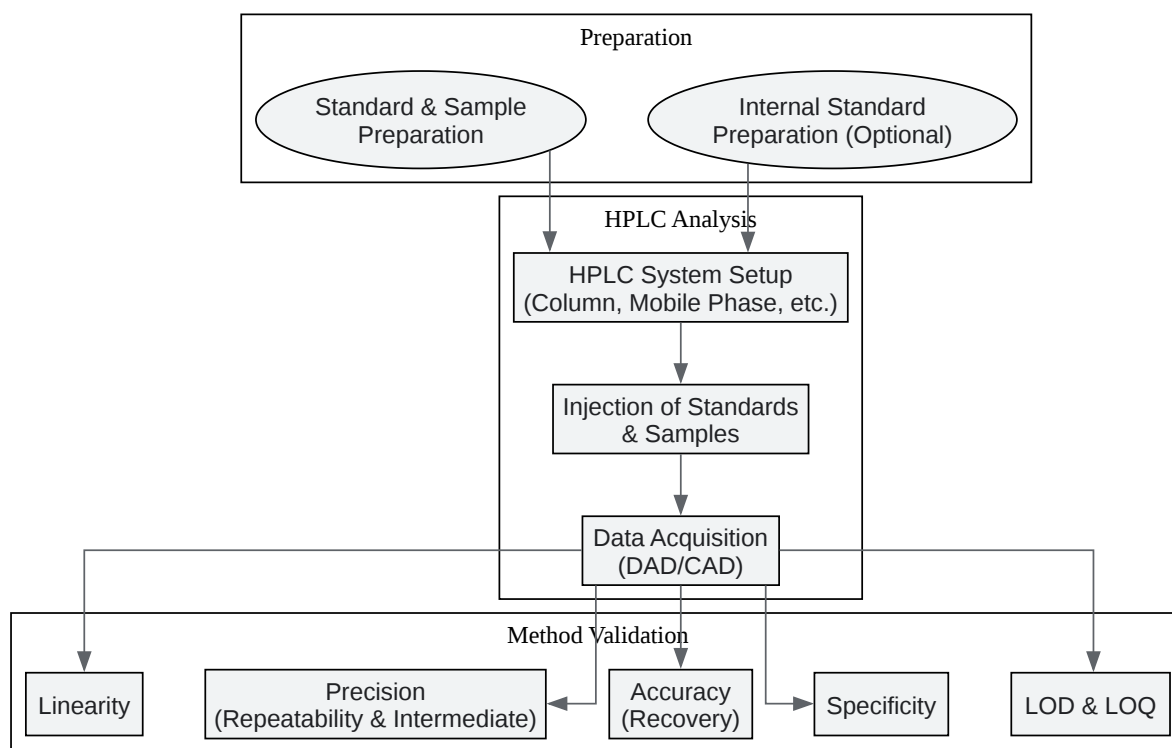 Preparation
Standard & Sample
Preparation
Internal Standard
Preparation (Optional)
HPLC Analysis
HPLC System Setup
(Column, Mobile Phase, etc.)
Injection of Standards
& Samples
Data Acquisition
(DAD/CAD)
Method Validation
Linearity
Precision
(Repeatability & Intermediate)
Accuracy
(Recovery)
Specificity
LOD & LOQ